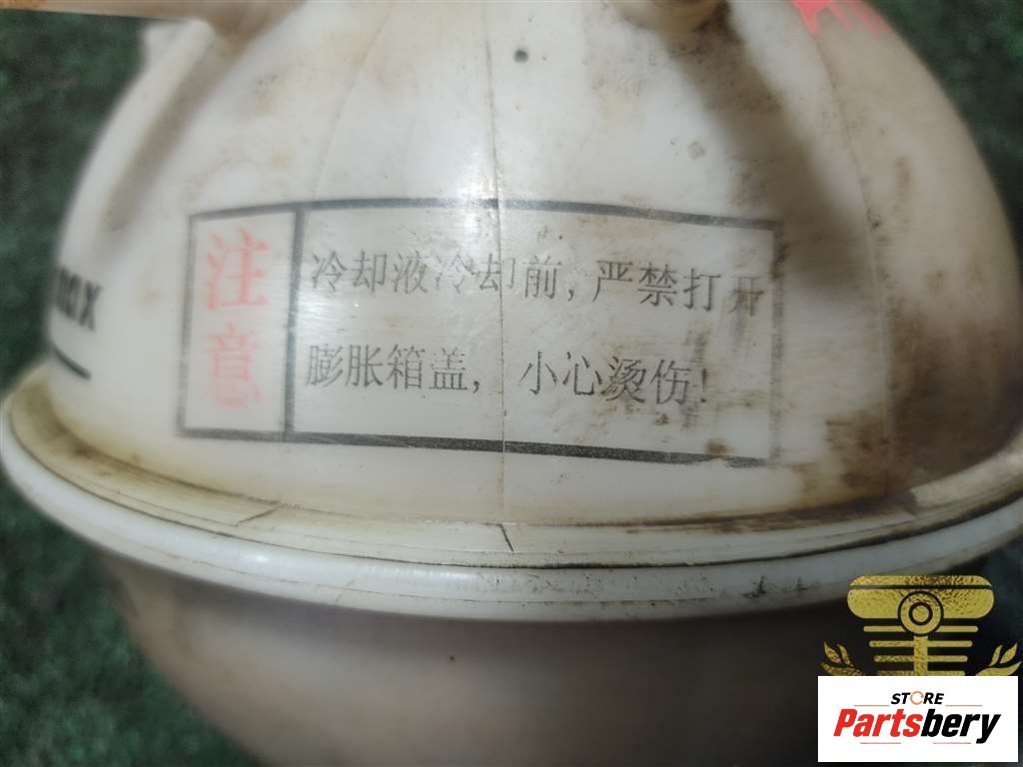 注意
冷却液冷却前，严禁打开
膨胀箱盖， 小心烫伤！
max
STORE
Partsbery